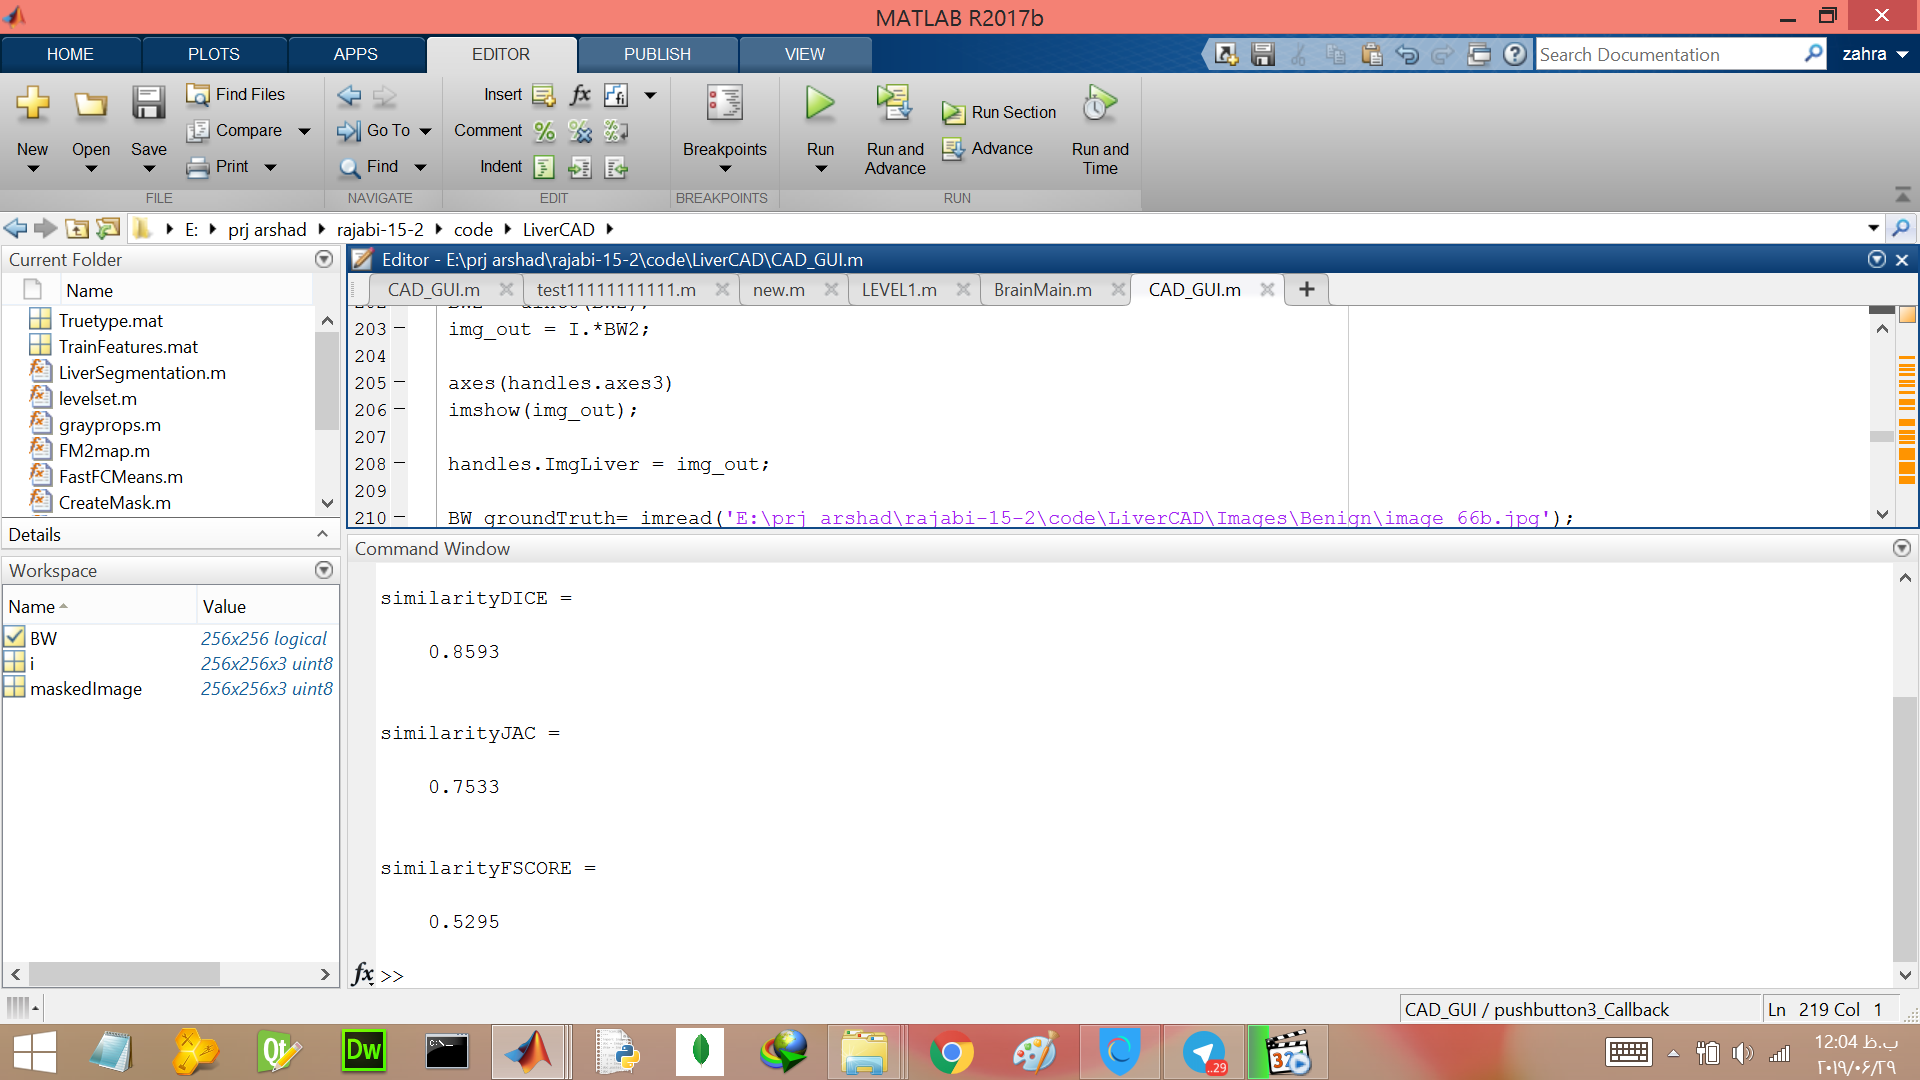 MATLAB R2017b
HOME PLOTS APPS EDITOR PUBLISH VIEW
Search Documentation
zahra
New Open Save
Find Files
Compare
Print
FILE
Go To
Find
NAVIGATE
Insert fx fi
Comment
Indent
EDIT
Breakpoints
BREAKPOINTS
Run
Run and Advance
Run Section
Advance
Run and Time
RUN
E: prj arshad rajabi-15-2 code LiverCAD
Current Folder
Name
Truetype.mat
TrainFeatures.mat
LiverSegmentation.m
levelset.m
grayprops.m
FM2map.m
FastFCMeans.m
CreateMask.m
Details
Workspace
Name Value
BW 256x256 logical
i 256x256x3 uint8
maskedImage 256x256x3 uint8
Editor - E:\prj arshad\rajabi-15-2\code\LiverCAD\CAD_GUI.m
CAD_GUI.m test11111111111.m new.m LEVEL1.m BrainMain.m CAD_GUI.m
203 img_out = I.*BW2;
204
205 axes(handles.axes3)
206 imshow(img_out);
207
208 handles.ImgLiver = img_out;
209
210 BW_groundTruth= imread('E:\prj arshad\rajabi-15-2\code\LiverCAD\Images\Benign\image_66b.jpg');
Command Window
similarityDICE =
0.8593
similarityJAC =
0.7533
similarityFSCORE =
0.5295
fx >>
CAD_GUI / pushbutton3_Callback
Ln 219 Col 1
Qt Dw C:\ 321 ..29
12:04 ب.ظ
۲۰۱۹/۰۶/۲۹